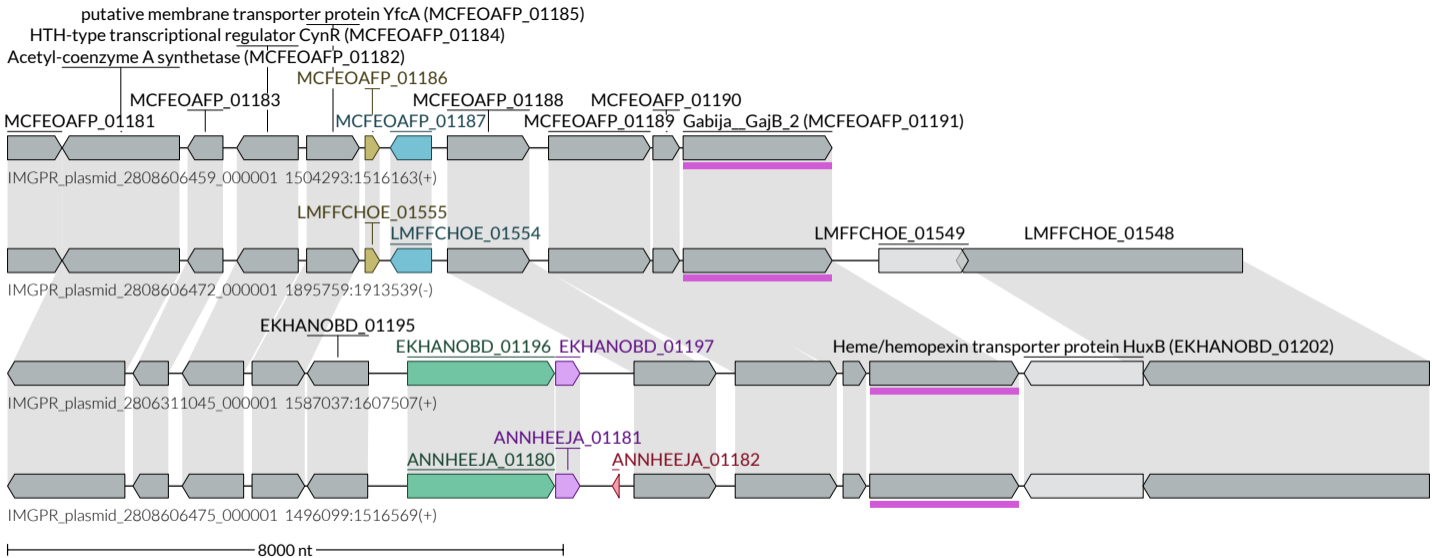 putative membrane transporter protein YfcA (MCFEOAFP_01185)
HTH-type transcriptional regulator CynR (MCFEOAFP_01184)
Acetyl-coenzyme A synthetase (MCFEOAFP_01182)
MCFEOAFP_01186
MCFEOAFP_01183 MCFEOAFP_01188 MCFEOAFP_01190
MCFEOAFP_01181 MCFEOAFP_01187 MCFEOAFP_01189 Gabija__GajB_2 (MCFEOAFP_01191)
IMGPR_plasmid_2808606459_000001 1504293:1516163(+)
LMFFCHOE_01555
LMFFCHOE_01554 LMFFCHOE_01549 LMFFCHOE_01548
IMGPR_plasmid_2808606472_000001 1895759:1913539(-)
EKHANOBD_01195
EKHANOBD_01196 EKHANOBD_01197 Heme/hemopexin transporter protein HuxB (EKHANOBD_01202)
IMGPR_plasmid_2806311045_000001 1587037:1607507(+)
ANNHEEJA_01181
ANNHEEJA_01180 ANNHEEJA_01182
IMGPR_plasmid_2808606475_000001 1496099:1516569(+)
8000 nt